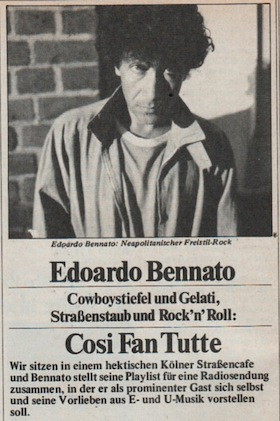 Edoardo Bennato: Neapolitanischer Freistil-Rock
Edoardo Bennato
Cowboystiefel und Gelati,
Straßenstaub und Rock'n'Roll:
Cosi Fan Tutte
Wir sitzen in einem hektischen Kölner Straßencafe
und Bennato stellt seine Playlist für eine Radiosendung
zusammen, in der er als prominenter Gast sich selbst
und seine Vorlieben aus E- und U-Musik vorstellen
soll.